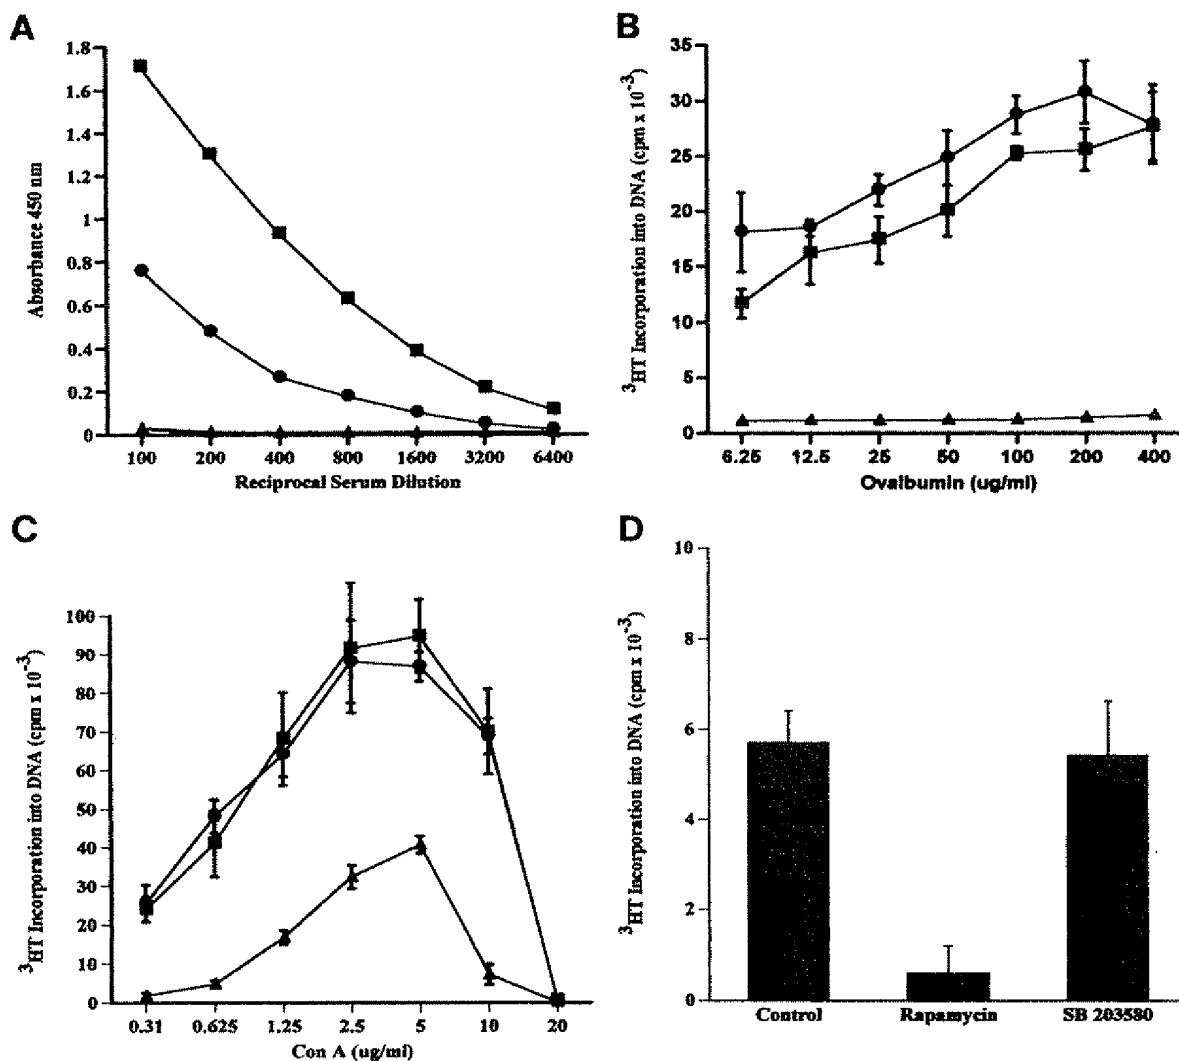 A
Absorbance 450 nm
1.8
1.6
1.4
1.2
1
0.8
0.6
0.4
0.2
0
100 200 400 800 1600 3200 6400
Reciprocal Serum Dilution
B
³HT Incorporation into DNA (cpm x 10⁻³)
35
30
25
20
15
10
5
0
6.25 12.5 25 50 100 200 400
Ovalbumin (ug/ml)
C
³HT Incorporation into DNA (cpm x 10⁻³)
100
90
80
70
60
50
40
30
20
10
0
0.31 0.625 1.25 2.5 5 10 20
Con A (ug/ml)
D
³HT Incorporation into DNA (cpm x 10⁻³)
10
8
6
4
2
0
Control Rapamycin SB 203580